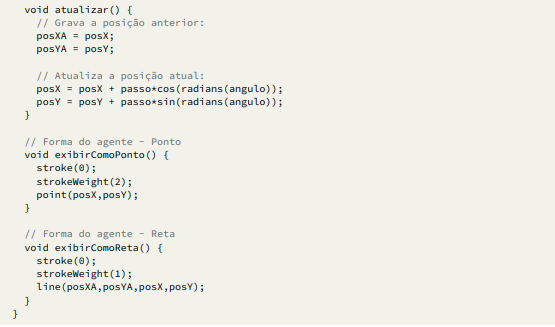 void atualizar() {
// Grava a posição anterior:
posXA = posX;
posYA = posY;
// Atualiza a posição atual:
posX = posX + passo*cos(radians(angulo));
posY = posY + passo*sin(radians(angulo));
}
// Forma do agente - Ponto
void exibirComoPonto() {
stroke(0);
strokeWeight(2);
point(posX,posY);
}
// Forma do agente - Reta
void exibirComoReta() {
stroke(0);
strokeWeight(1);
line(posXA,posYA,posX,posY);
}
}